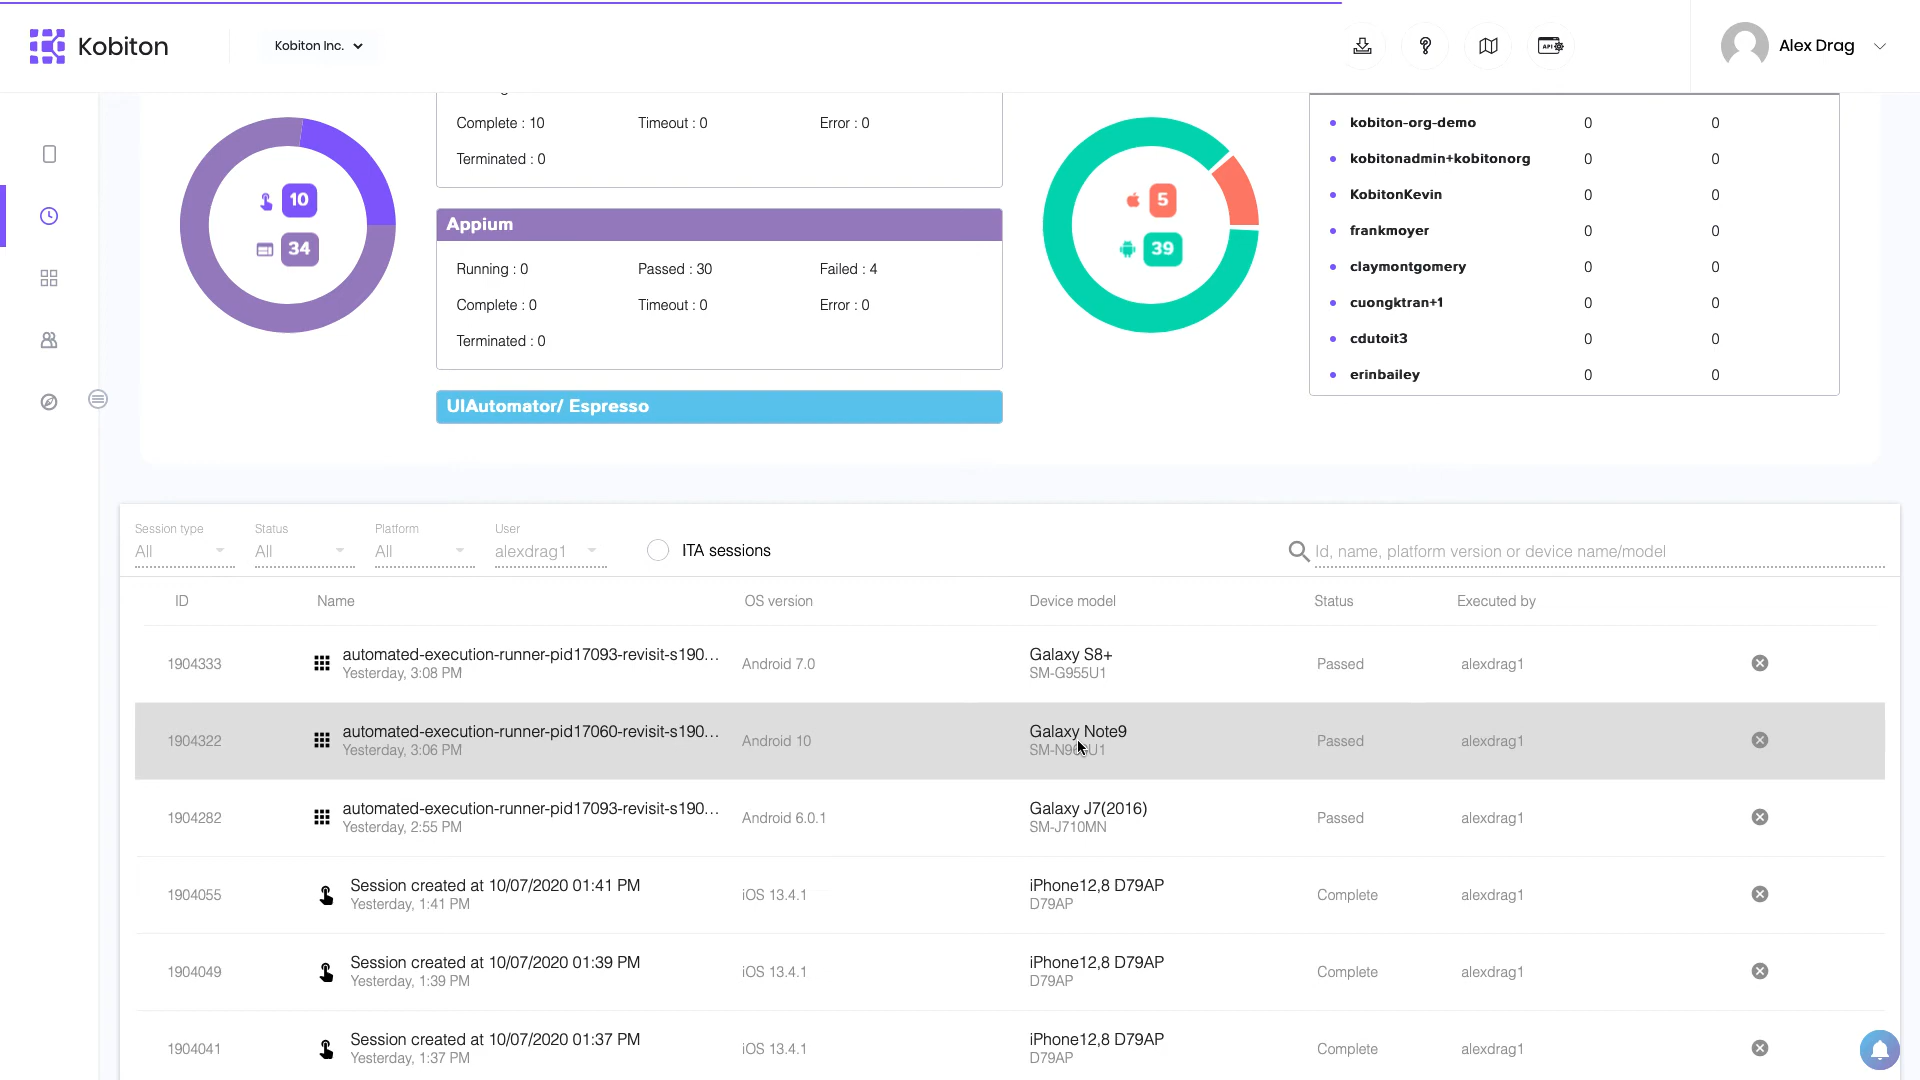 Kobiton
Kobiton Inc.
API
Alex Drag
10
34
Complete : 10 Timeout : 0 Error : 0
Terminated : 0
Appium
Running : 0 Passed : 30 Failed : 4
Complete : 0 Timeout : 0 Error : 0
Terminated : 0
UIAutomator/ Espresso
5
39
kobiton-org-demo 0 0
kobitonadmin+kobitonorg 0 0
KobitonKevin 0 0
frankmoyer 0 0
claymontgomery 0 0
cuongktran+1 0 0
cdutoit3 0 0
erinbailey 0 0
Session type Status Platform User
All All All alexdrag1 ITA sessions Id, name, platform version or device name/model
ID Name OS version Device model Status Executed by
1904333 automated-execution-runner-pid17093-revisit-s190... Android 7.0 Galaxy S8+ Passed alexdrag1
Yesterday, 3:08 PM SM-G955U1
1904322 automated-execution-runner-pid17060-revisit-s190... Android 10 Galaxy Note9 Passed alexdrag1
Yesterday, 3:06 PM
1904282 automated-execution-runner-pid17093-revisit-s190... Android 6.0.1 Galaxy J7(2016) Passed alexdrag1
Yesterday, 2:55 PM SM-J710MN
1904055 Session created at 10/07/2020 01:41 PM iOS 13.4.1 iPhone12,8 D79AP Complete alexdrag1
Yesterday, 1:41 PM D79AP
1904049 Session created at 10/07/2020 01:39 PM iOS 13.4.1 iPhone12,8 D79AP Complete alexdrag1
Yesterday, 1:39 PM D79AP
1904041 Session created at 10/07/2020 01:37 PM iOS 13.4.1 iPhone12,8 D79AP Complete alexdrag1
Yesterday, 1:37 PM D79AP